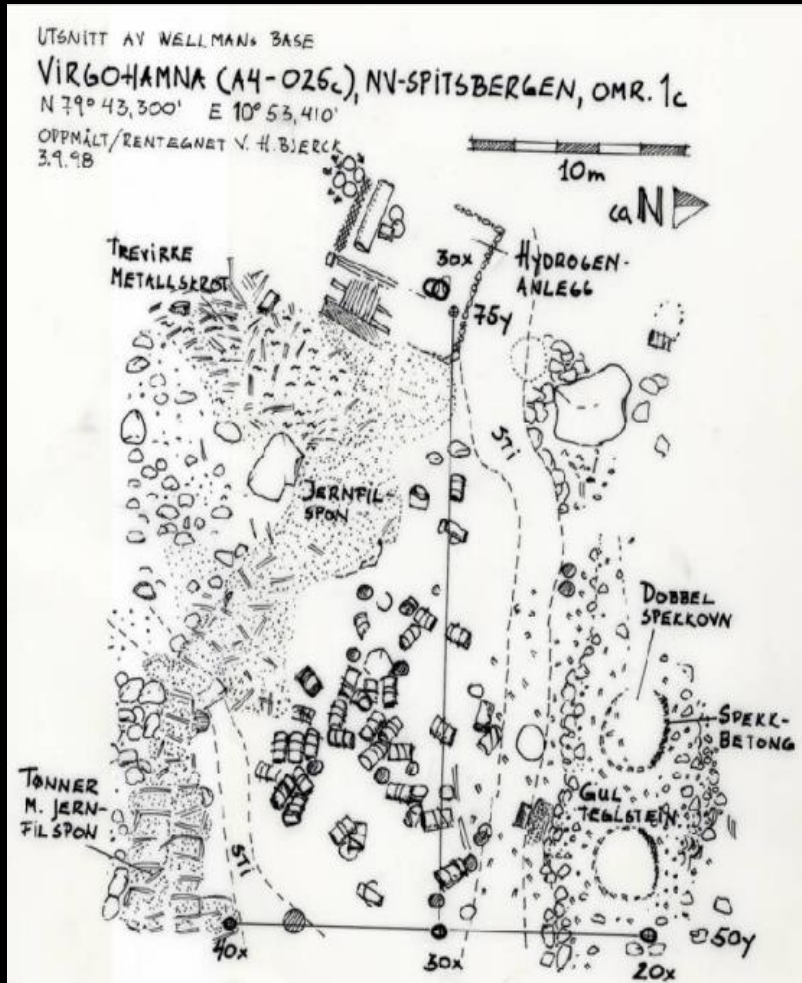 UTSNITT AV WELLMANS BASE
VIRGOHAMNA (A4-026c), NV-SPITSBERGEN, OMR. 1c
N 79° 43,300' E 10° 53,410'
OPPMÅLT/RENTEGNET V. H. BJERCK
3.9.98
10m
ca N
TREVIRKE
METALLSKROT
30x
HYDROGEN-
ANLEGG
75y
STI
JERNFIL-
SPON
DOBBEL
SPEKKOVN
SPEKK-
BETONG
TØNNER
M. JERN-
FILSPON
GUL
TEGLSTEIN
STI
50y
40x
30x
20x